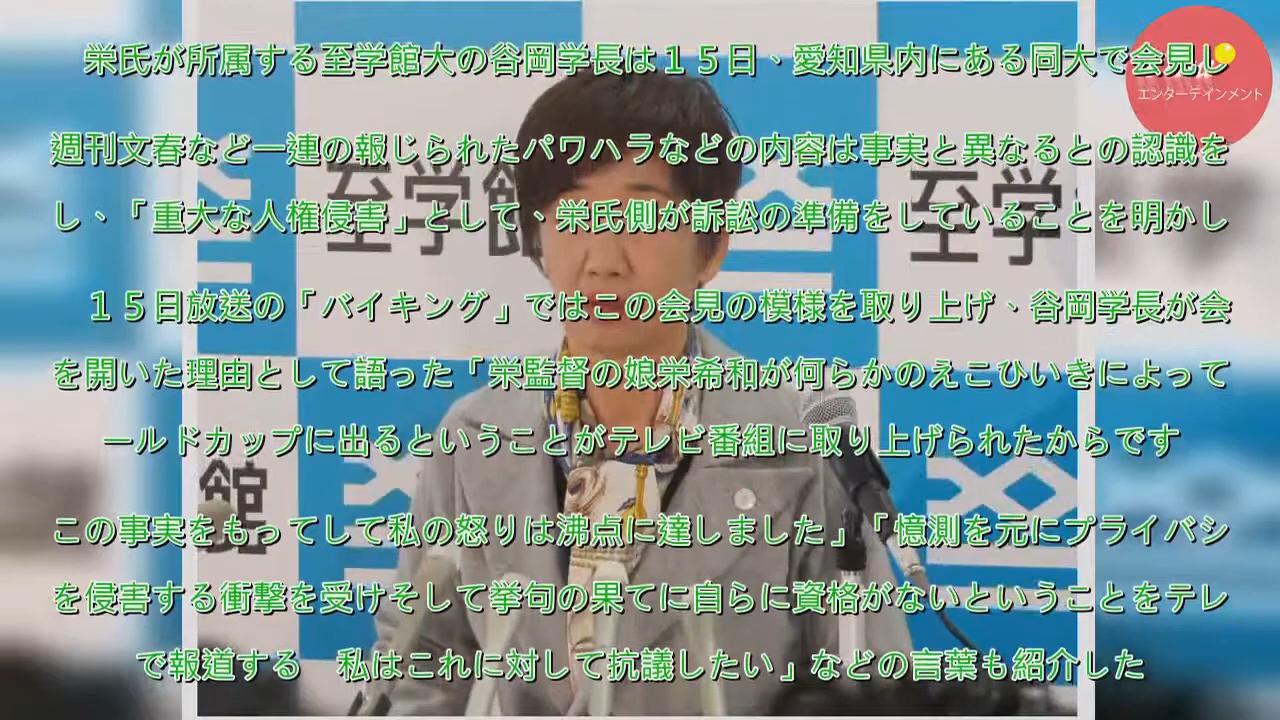 栄氏が所属する至学館大の谷岡学長は１５日、愛知県内にある同大で会見し
エンターテインメント
週刊文春など一連の報じられたパワハラなどの内容は事実と異なるとの認識を
し、「重大な人権侵害」として、栄氏側が訴訟の準備をしていることを明かし
１５日放送の「バイキング」ではこの会見の模様を取り上げ、谷岡学長が会
を開いた理由として語った「栄監督の娘栄希和が何らかのえこひいきによって
ールドカップに出るということがテレビ番組に取り上げられたからです
この事実をもってして私の怒りは沸点に達しました」「憶測を元にプライバシ
を侵害する衝撃を受けそして挙句の果てに自らに資格がないということをテレ
で報道する　私はこれに対して抗議したい」などの言葉も紹介した
至学館
至学
館